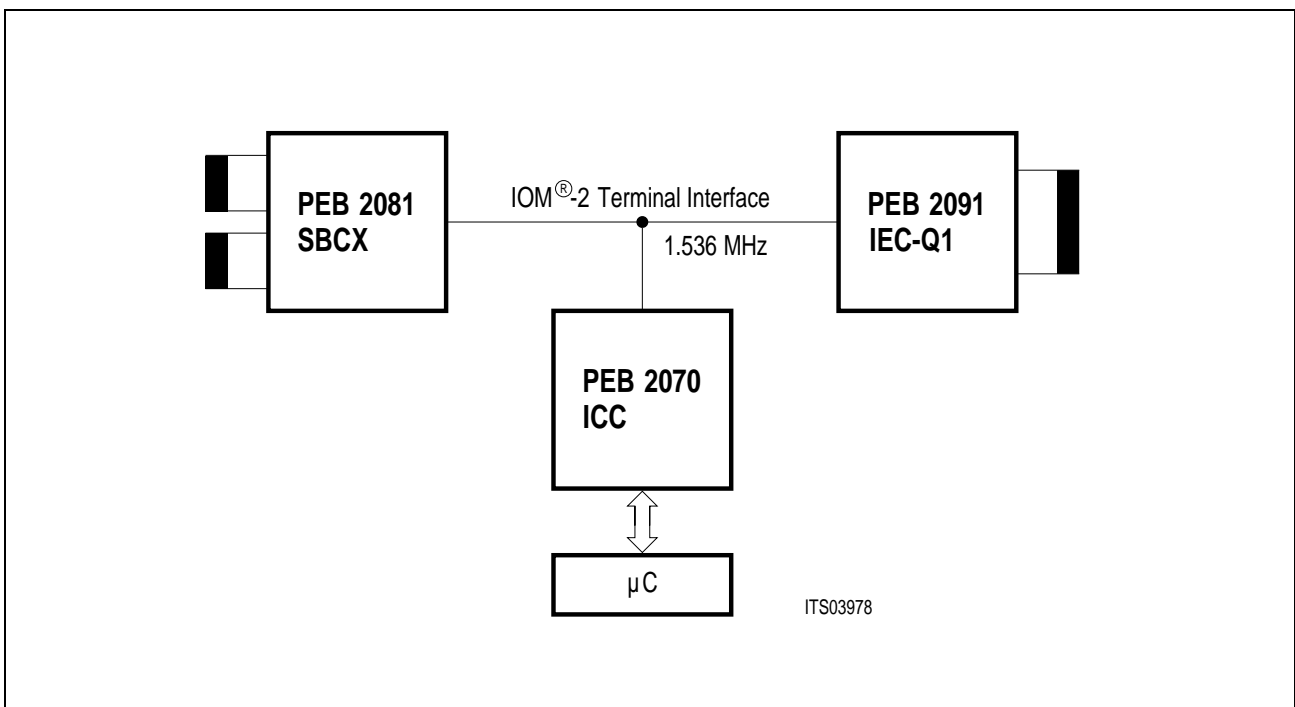 PEB 2081
SBCX
IOM®-2 Terminal Interface
1.536 MHz
PEB 2091
IEC-Q1
PEB 2070
ICC
µC
ITS03978